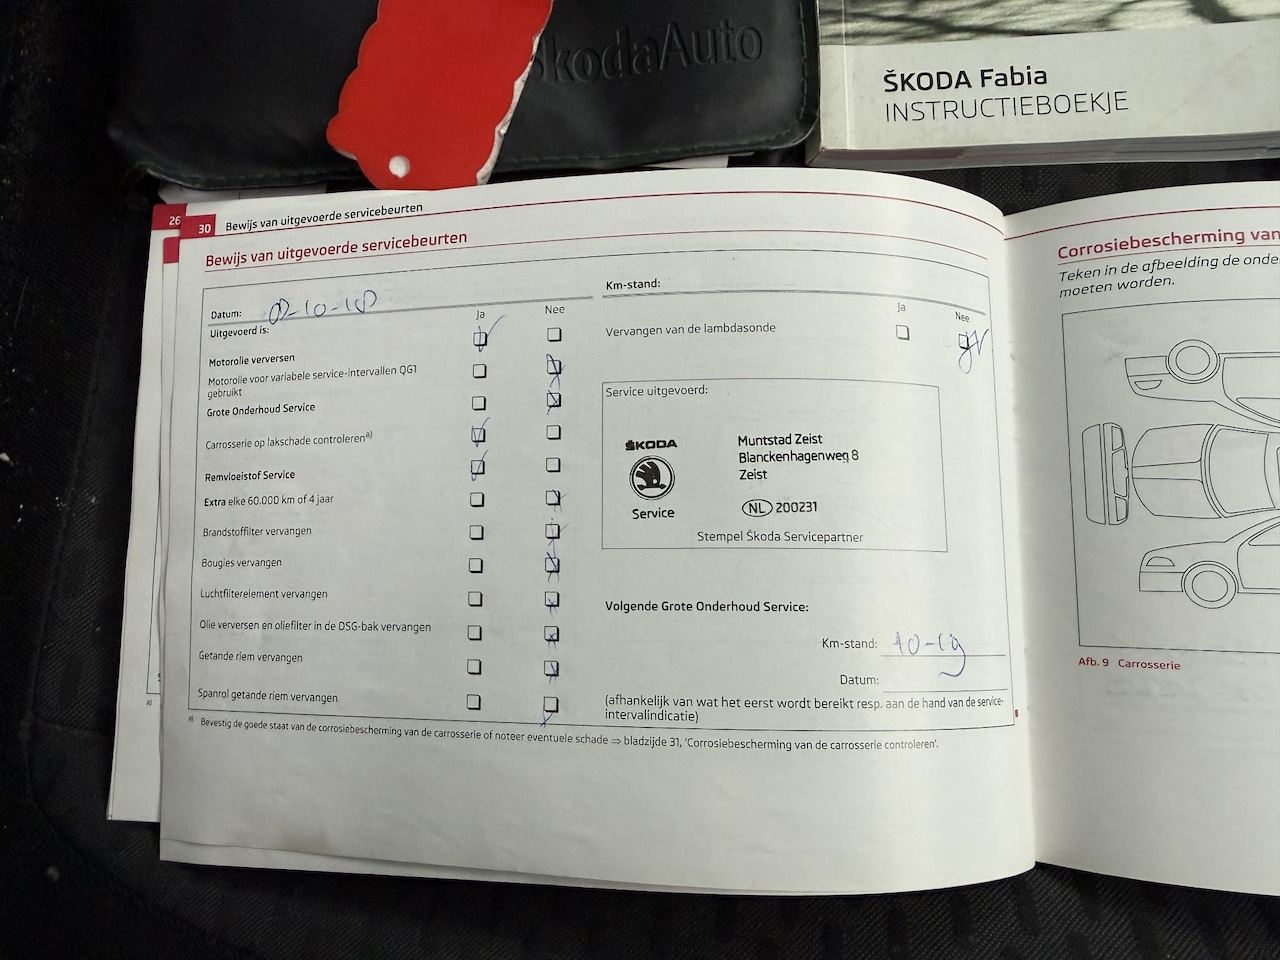 SkodaAuto
ŠKODA Fabia
INSTRUCTIEBOEKJE
26
30 Bewijs van uitgevoerde servicebeurten
Bewijs van uitgevoerde servicebeurten
Datum:
Uitgevoerd is:
Ja Nee
Motorolie verversen
Motorolie voor variabele service-intervallen QG1
gebruikt
Grote Onderhoud Service
Carrosserie op lakschade controleren a)
Remvloeistof Service
Extra elke 60.000 km of 4 jaar
Brandstoffilter vervangen
Bougies vervangen
Luchtfilterelement vervangen
Olie verversen en oliefilter in de DSG-bak vervangen
Getande riem vervangen
Spanrol getande riem vervangen
Km-stand:
Ja Nee
Vervangen van de lambdasonde
Service uitgevoerd:
ŠKODA
Service
Muntstad Zeist
Blanckenhagenweg 8
Zeist
NL 200231
Stempel Škoda Servicepartner
Volgende Grote Onderhoud Service:
Km-stand: 10-19
Datum:
(afhankelijk van wat het eerst wordt bereikt resp. aan de hand van de service-
intervalindicatie)
a) Bevestig de goede staat van de corrosiebescherming van de carrosserie of noteer eventuele schade ⇒ bladzijde 31, 'Corrosiebescherming van de carrosserie controleren'.
Corrosiebescherming van
Teken in de afbeelding de onde
moeten worden.
Afb. 9 Carrosserie